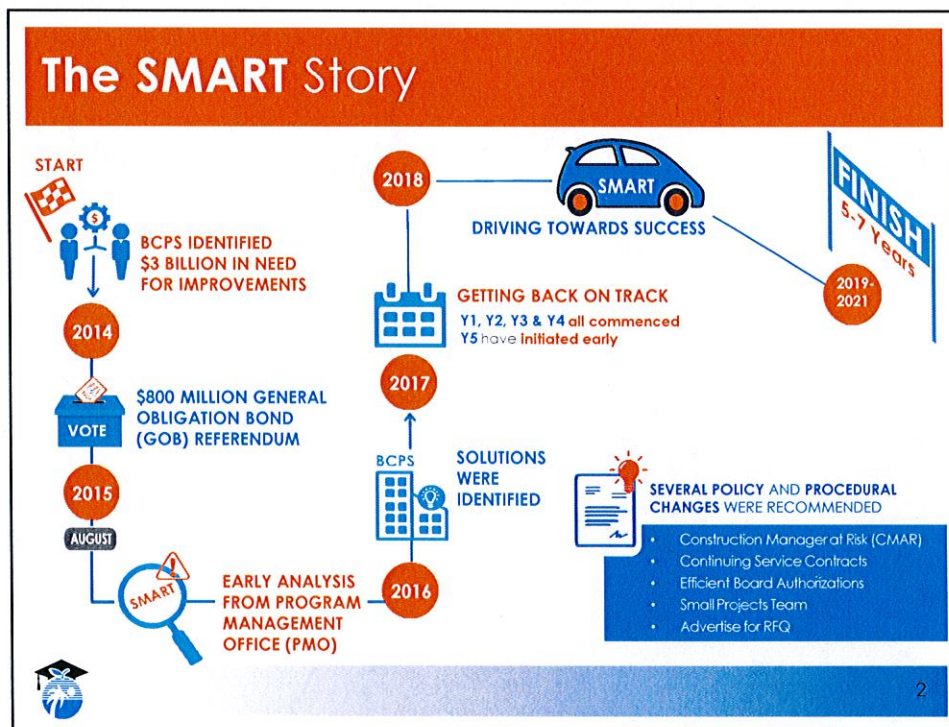 The SMART Story
START
$
BCPS IDENTIFIED
$3 BILLION IN NEED
FOR IMPROVEMENTS
2014
VOTE
$800 MILLION GENERAL
OBLIGATION BOND
(GOB) REFERENDUM
2015
AUGUST
SMART
EARLY ANALYSIS
FROM PROGRAM
MANAGEMENT
OFFICE (PMO)
2016
BCPS
SOLUTIONS
WERE
IDENTIFIED
2017
GETTING BACK ON TRACK
Y1, Y2, Y3 & Y4 all commenced
Y5 have initiated early
2018
SMART
DRIVING TOWARDS SUCCESS
2019-
2021
FINISH
5-7 Years
SEVERAL POLICY AND PROCEDURAL
CHANGES WERE RECOMMENDED
• Construction Manager at Risk (CMAR)
• Continuing Service Contracts
• Efficient Board Authorizations
• Small Projects Team
• Advertise for RFQ
2